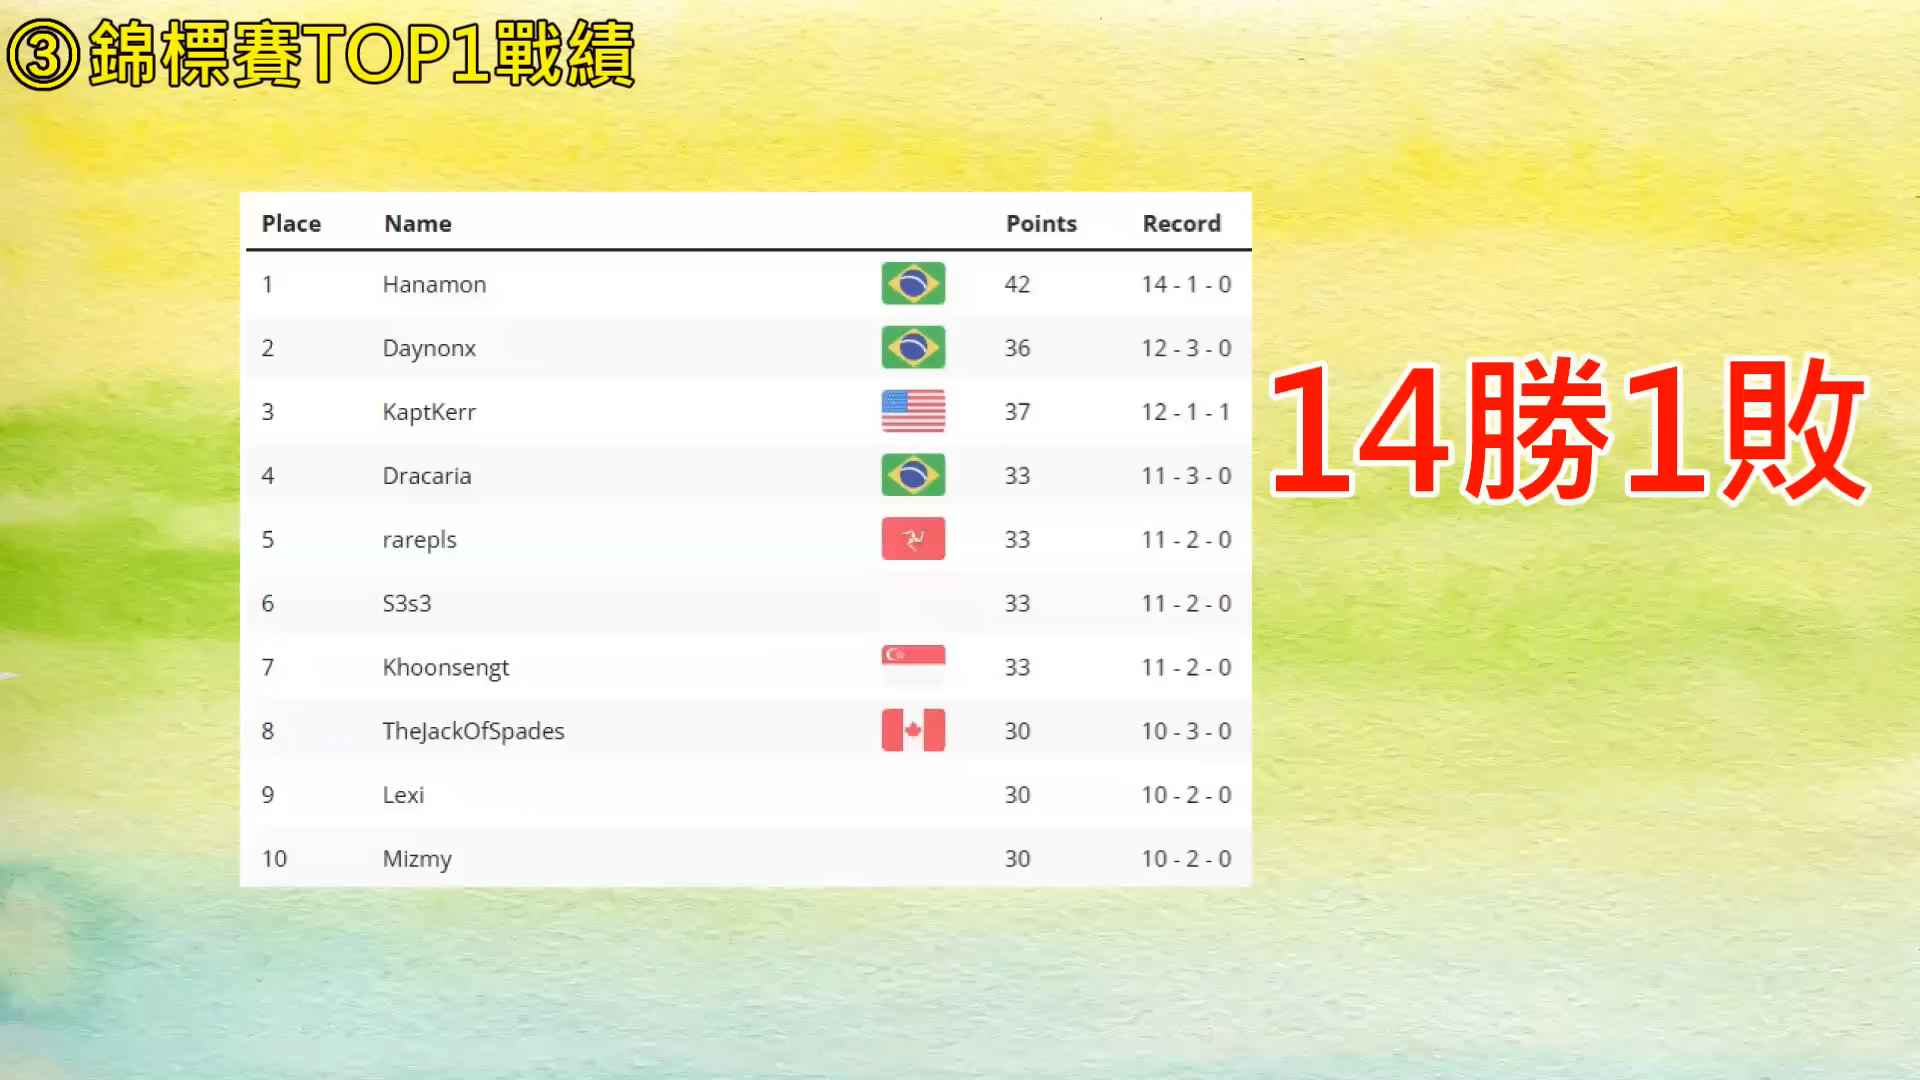 ③錦標賽TOP1戰績
Place Name Points Record
1 Hanamon 42 14 - 1 - 0
2 Daynonx 36 12 - 3 - 0
3 KaptKerr 37 12 - 1 - 1
4 Dracaria 33 11 - 3 - 0
5 rarepls 33 11 - 2 - 0
6 S3s3 33 11 - 2 - 0
7 Khoonsengt 33 11 - 2 - 0
8 TheJackOfSpades 30 10 - 3 - 0
9 Lexi 30 10 - 2 - 0
10 Mizmy 30 10 - 2 - 0
14勝1敗